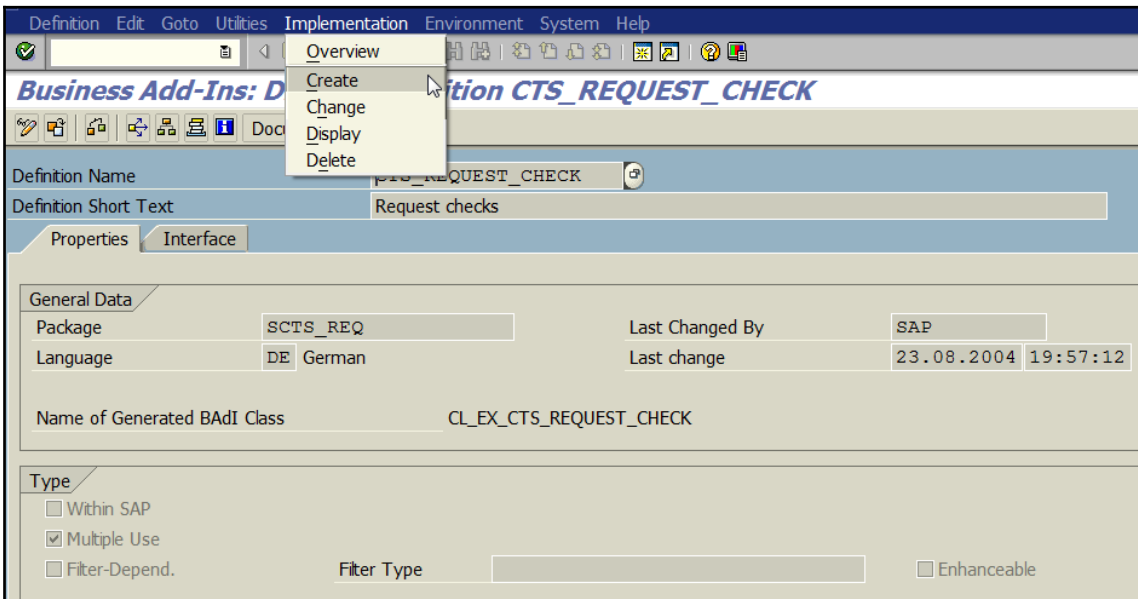 Definition Edit Goto Utilities Implementation Environment System Help
Overview
Create
Business Add-Ins: D ition CTS_REQUEST_CHECK
Change
Docu
Display
Delete
Definition Name CTS_REQUEST_CHECK
Definition Short Text Request checks
Properties Interface
General Data
Package SCTS_REQ Last Changed By SAP
Language DE German Last change 23.08.2004 19:57:12
Name of Generated BAdI Class CL_EX_CTS_REQUEST_CHECK
Type
Within SAP
Multiple Use
Filter-Depend. Filter Type Enhanceable